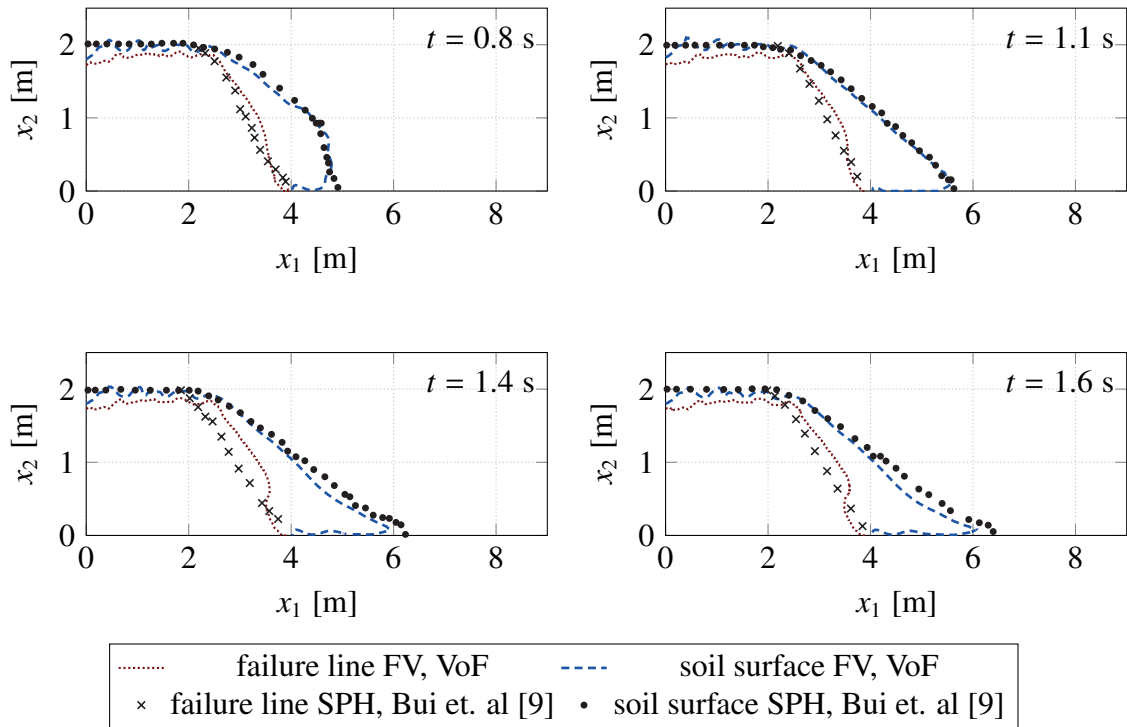 t = 0.8 s
x2 [m]
2
1
0
0 2 4 6 8
x1 [m]
t = 1.1 s
x2 [m]
2
1
0
0 2 4 6 8
x1 [m]
t = 1.4 s
x2 [m]
2
1
0
0 2 4 6 8
x1 [m]
t = 1.6 s
x2 [m]
2
1
0
0 2 4 6 8
x1 [m]
failure line FV, VoF soil surface FV, VoF
failure line SPH, Bui et. al [9] soil surface SPH, Bui et. al [9]